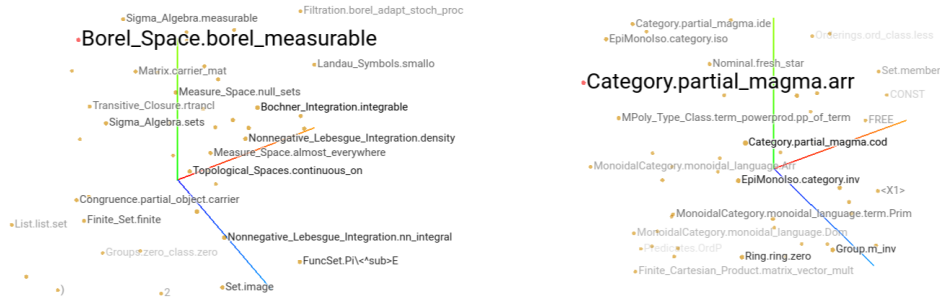 Sigma_Algebra.measurable
Filtration.borel_adapt_stoch_proc
Borel_Space.borel_measurable
Matrix.carrier_mat
Landau_Symbols.smallo
Measure_Space.null_sets
Transitive_Closure.rtrancl
Bochner_Integration.integrable
Sigma_Algebra.sets
Nonnegative_Lebesgue_Integration.density
Measure_Space.almost_everywhere
Topological_Spaces.continuous_on
Congruence.partial_object.carrier
List.list.set
Finite_Set.finite
Nonnegative_Lebesgue_Integration.nn_integral
Groups.zero_class.zero
FuncSet.Pi\<^sub>E
Set.image
)
2
Category.partial_magma.ide
EpiMonoIso.category.iso
Orderings.ord_class.less
Nominal.fresh_star
Set.member
Category.partial_magma.arr
CONST
MPoly_Type_Class.term_powerprod.pp_of_term
FREE
Category.partial_magma.cod
MonoidalCategory.monoidal_language.Arr
EpiMonoIso.category.inv
<X1>
MonoidalCategory.monoidal_language.term.Prim
MonoidalCategory.monoidal_language.Dom
Predicates.OrdP
Group.m_inv
Ring.ring.zero
Finite_Cartesian_Product.matrix_vector_mult